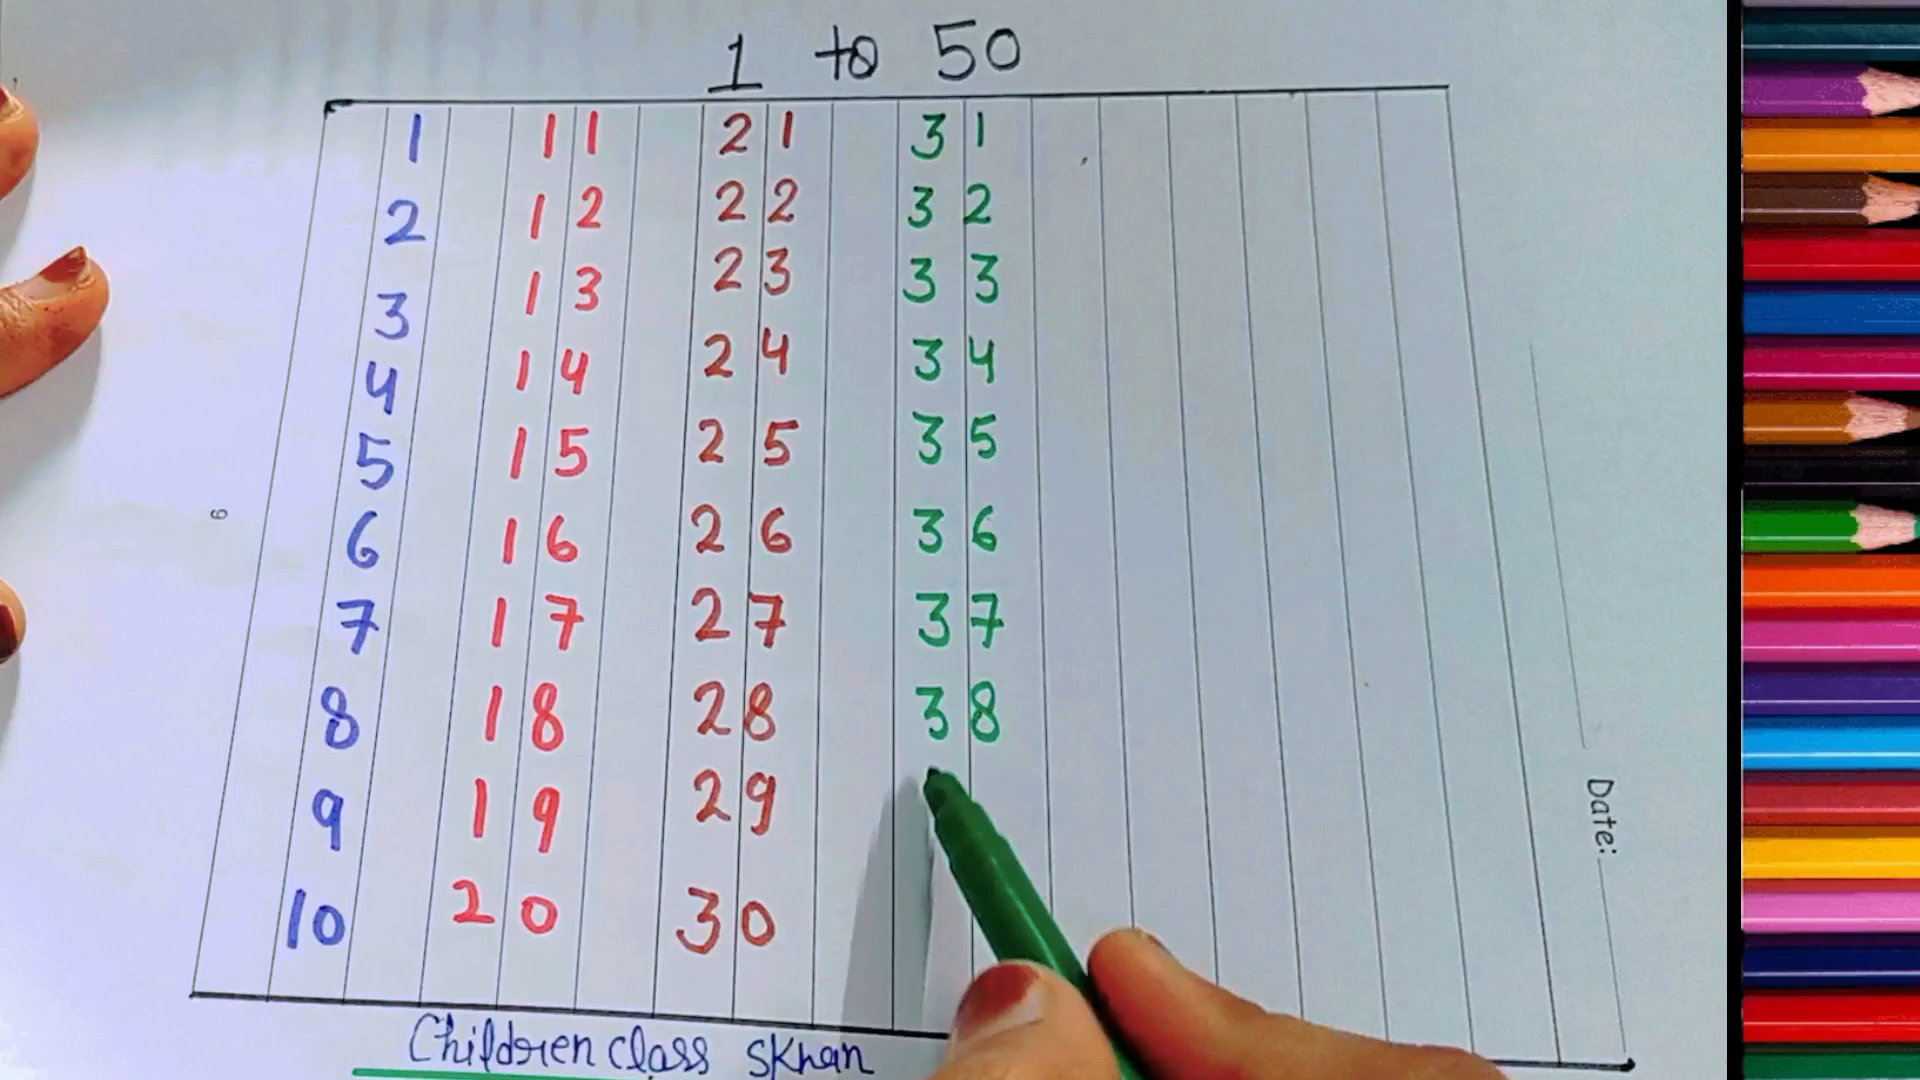 1 to 50
1 11 21 31
2 12 22 32
3 13 23 33
4 14 24 34
5 15 25 35
6 16 26 36
7 17 27 37
8 18 28 38
9 19 29
10 20 30
Children class SKhan
9
Date: